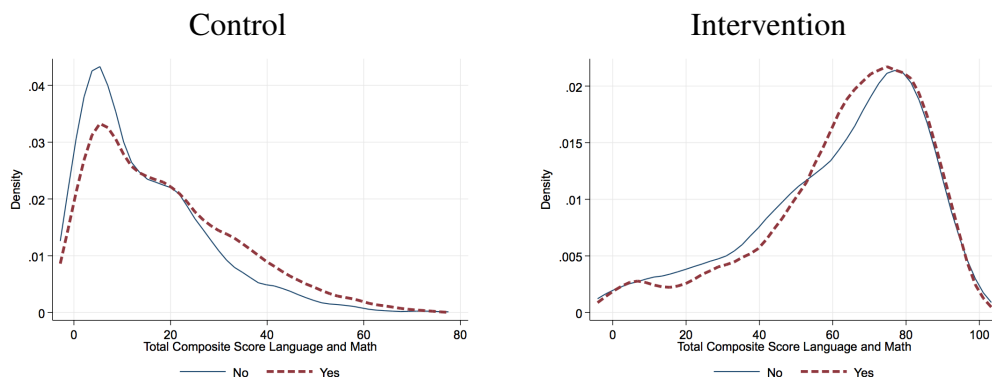 Control
Intervention
Density
.04
.03
.02
.01
0
0 20 40 60 80
Total Composite Score Language and Math
No Yes
Density
.02
.015
.01
.005
0
0 20 40 60 80 100
Total Composite Score Language and Math
No Yes